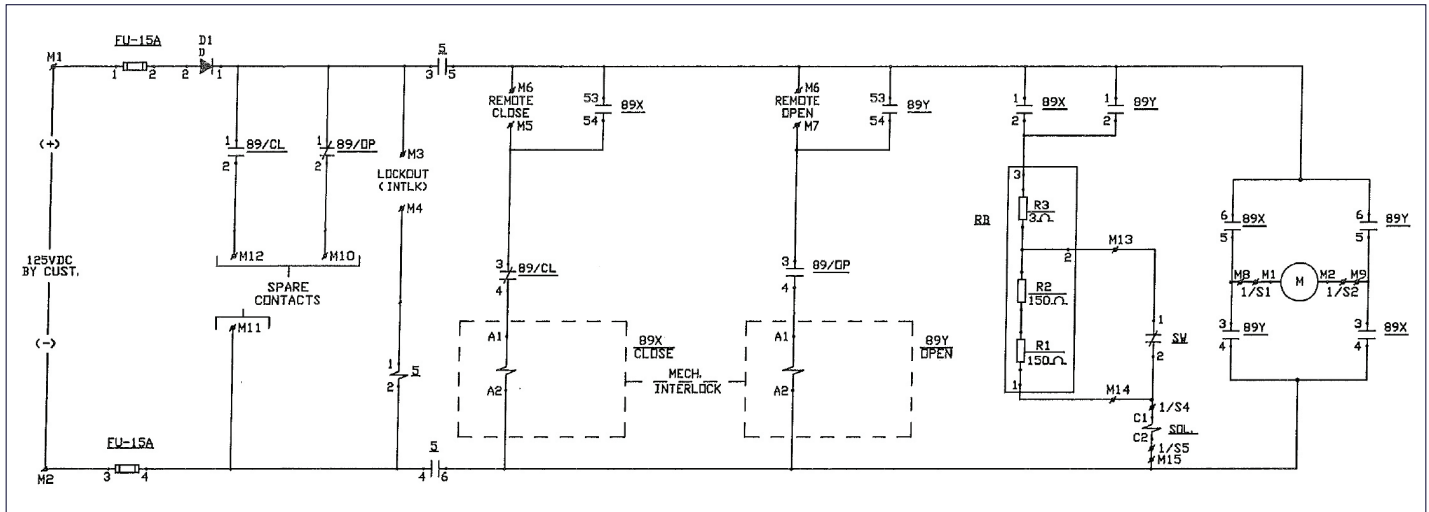 M1
FU-15A
1 2
D1
D
2 1
5
3 5
(+)
125VDC
BY CUST.
(-)
M2
FU-15A
3 4
1
2
89/CL
M12
1
2
89/OP
M10
SPARE
CONTACTS
M11
M3
LOCKOUT
(INTLK)
M4
1
2
5
5
4 6
M6
REMOTE
CLOSE
M5
53
54
89X
3
4
89/CL
A1
A2
89X
CLOSE
MECH.
INTERLOCK
M6
REMOTE
OPEN
M7
53
54
89Y
3
4
89/OP
A1
A2
89Y
OPEN
1
2
89X
1
2
89Y
RB
3
R3
3Ω
2
M13
R2
150Ω
R1
150Ω
1
M14
1
2
SW
1/S4
C1
C2
SOL.
1/S5
M15
6
5
89X
6
5
89Y
M8 M1
1/S1
M
M2 M9
1/S2
3
4
89Y
3
4
89X